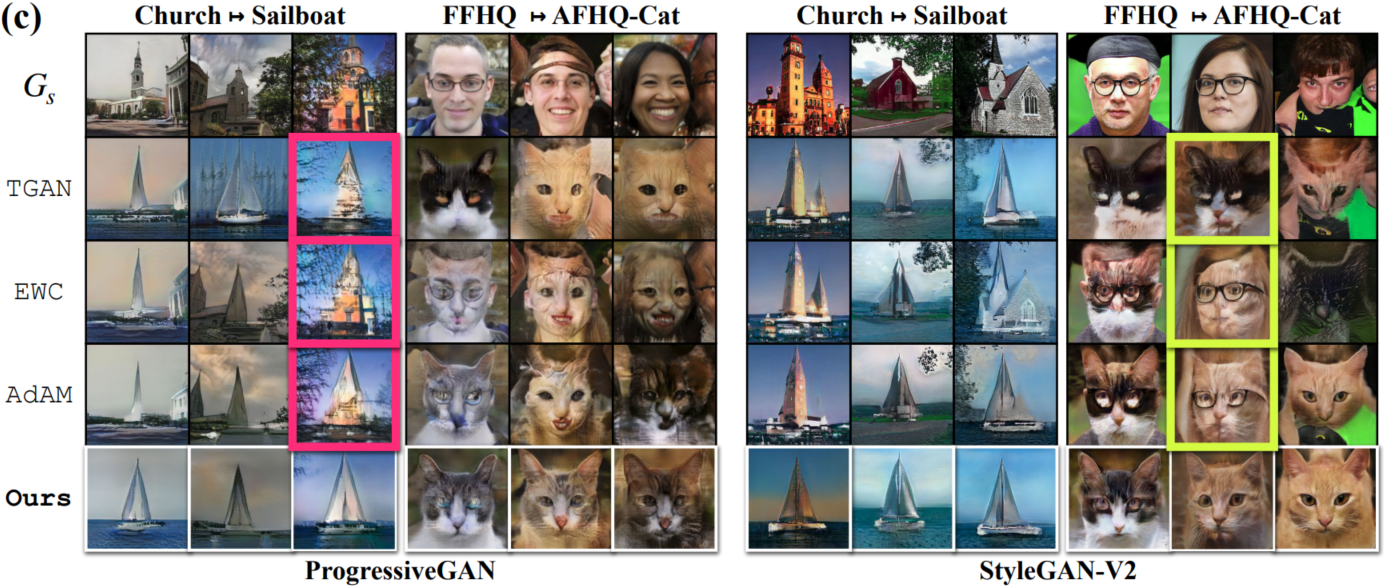 (c)
Church ↦ Sailboat
FFHQ ↦ AFHQ-Cat
Church ↦ Sailboat
FFHQ ↦ AFHQ-Cat
Gs
TGAN
EWC
AdAM
Ours
ProgressiveGAN
StyleGAN-V2